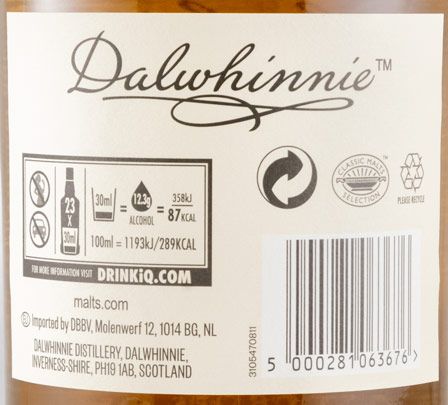 Dalwhinnie™
23
X
30ml
30ml = 12.3g ALCOHOL = 358kJ 87KCAL
100ml = 1193kJ/289KCAL
FOR MORE INFORMATION VISIT DRINKiQ.COM
CLASSIC MALTS SELECTION ™
PLEASE RECYCLE
malts.com
Imported by DBBV, Molenwerf 12, 1014 BG, NL
DALWHINNIE DISTILLERY, DALWHINNIE,
INVERNESS-SHIRE, PH19 1AB, SCOTLAND
3105470811
5 000281 063676